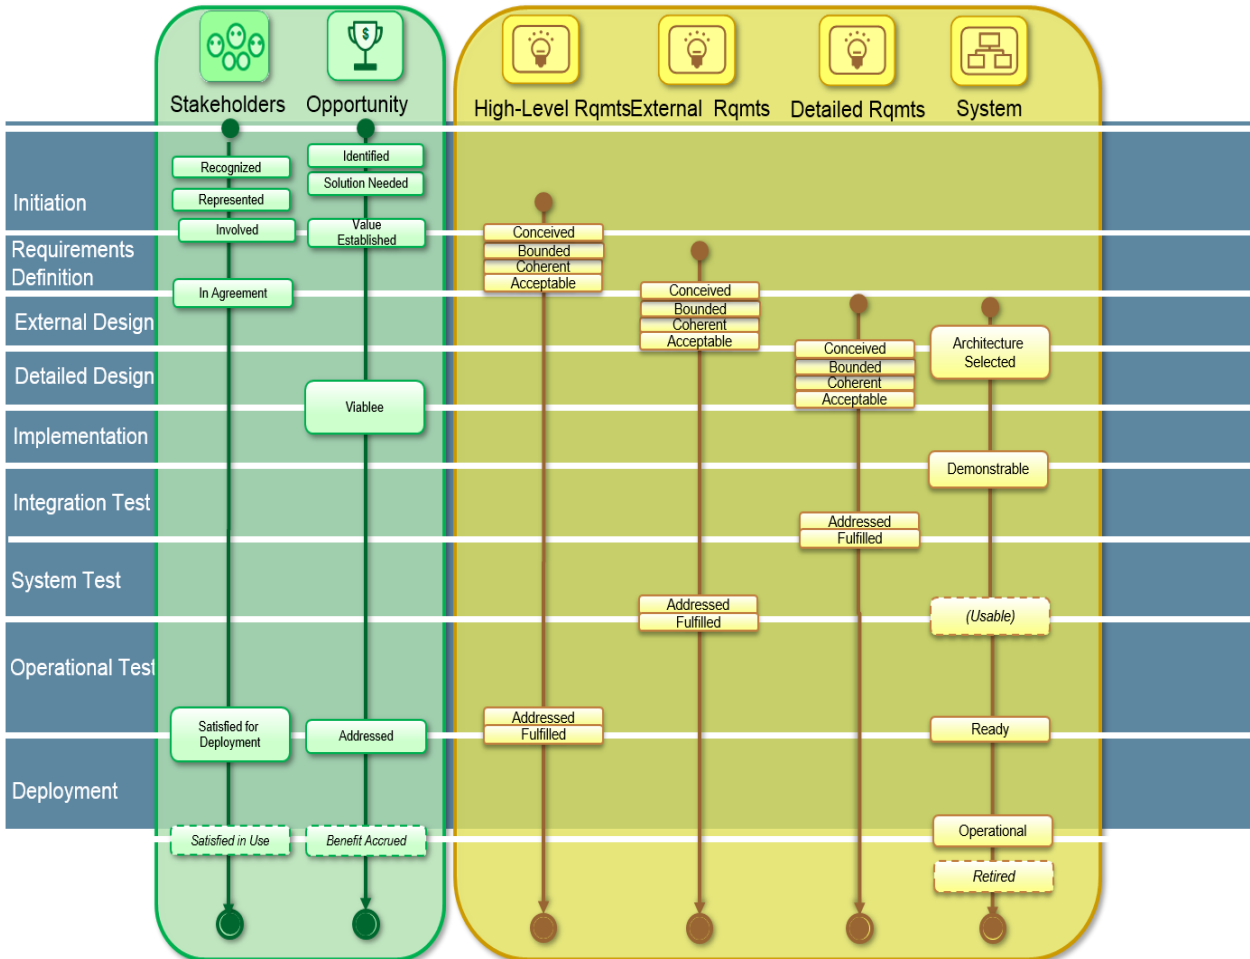 $
Stakeholders
Opportunity
High-Level Rqmts
External Rqmts
Detailed Rqmts
System
Initiation
Requirements
Definition
External Design
Detailed Design
Implementation
Integration Test
System Test
Operational Test
Deployment
Recognized
Represented
Involved
In Agreement
Satisfied for
Deployment
Satisfied in Use
Identified
Solution Needed
Value
Established
Viablee
Addressed
Benefit Accrued
Conceived
Bounded
Coherent
Acceptable
Addressed
Fulfilled
Conceived
Bounded
Coherent
Acceptable
Addressed
Fulfilled
Conceived
Bounded
Coherent
Acceptable
Addressed
Fulfilled
Architecture
Selected
Demonstrable
(Usable)
Ready
Operational
Retired